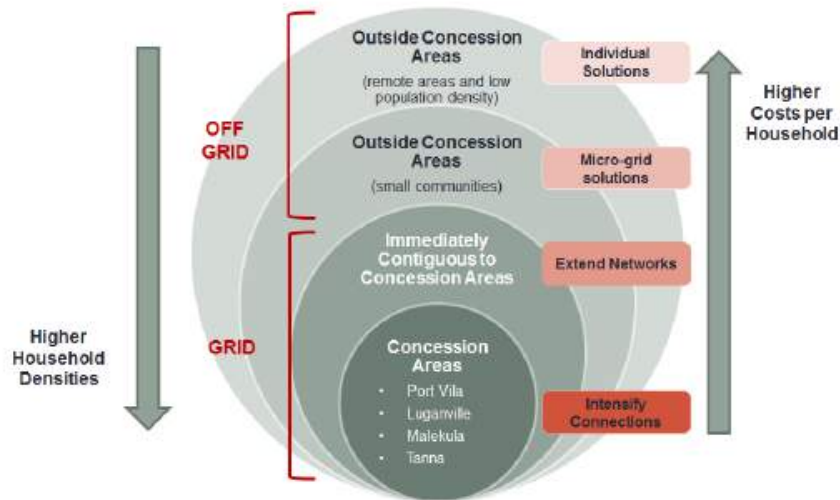 Outside Concession
Areas
(remote areas and low
population density)
Individual
Solutions
Higher
Costs per
Household
OFF
GRID
Outside Concession
Areas
(small communities)
Micro-grid
solutions
Immediately
Contiguous to
Concession Areas
Extend Networks
Higher
Household
Densities
GRID
Concession
Areas
• Port Vila
• Luganville
• Malekula
• Tanna
Intensify
Connections